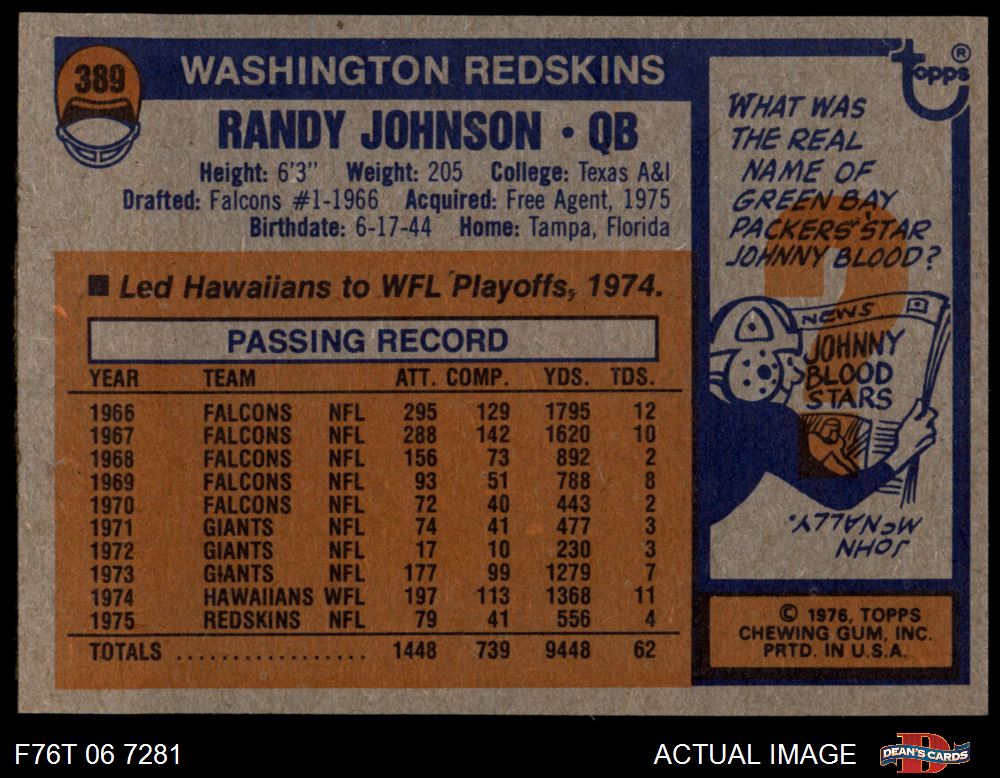 389
WASHINGTON REDSKINS
RANDY JOHNSON • QB
Height: 6'3" Weight: 205 College: Texas A&I
Drafted: Falcons #1-1966 Acquired: Free Agent, 1975
Birthdate: 6-17-44 Home: Tampa, Florida
■ Led Hawaiians to WFL Playoffs, 1974.
PASSING RECORD
YEAR TEAM ATT. COMP. YDS. TDS.
1966 FALCONS NFL 295 129 1795 12
1967 FALCONS NFL 288 142 1620 10
1968 FALCONS NFL 156 73 892 2
1969 FALCONS NFL 93 51 788 8
1970 FALCONS NFL 72 40 443 2
1971 GIANTS NFL 74 41 477 3
1972 GIANTS NFL 17 10 230 3
1973 GIANTS NFL 177 99 1279 7
1974 HAWAIIANS WFL 197 113 1368 11
1975 REDSKINS NFL 79 41 556 4
TOTALS .................. 1448 739 9448 62
Topps®
WHAT WAS
THE REAL
NAME OF
GREEN BAY
PACKERS' STAR
JOHNNY BLOOD?
NEWS
JOHNNY
BLOOD
STARS
JOHN
McNALLY.
© 1976, TOPPS
CHEWING GUM, INC.
PRTD. IN U.S.A.
F76T 06 7281
ACTUAL IMAGE
DEAN'S CARDS